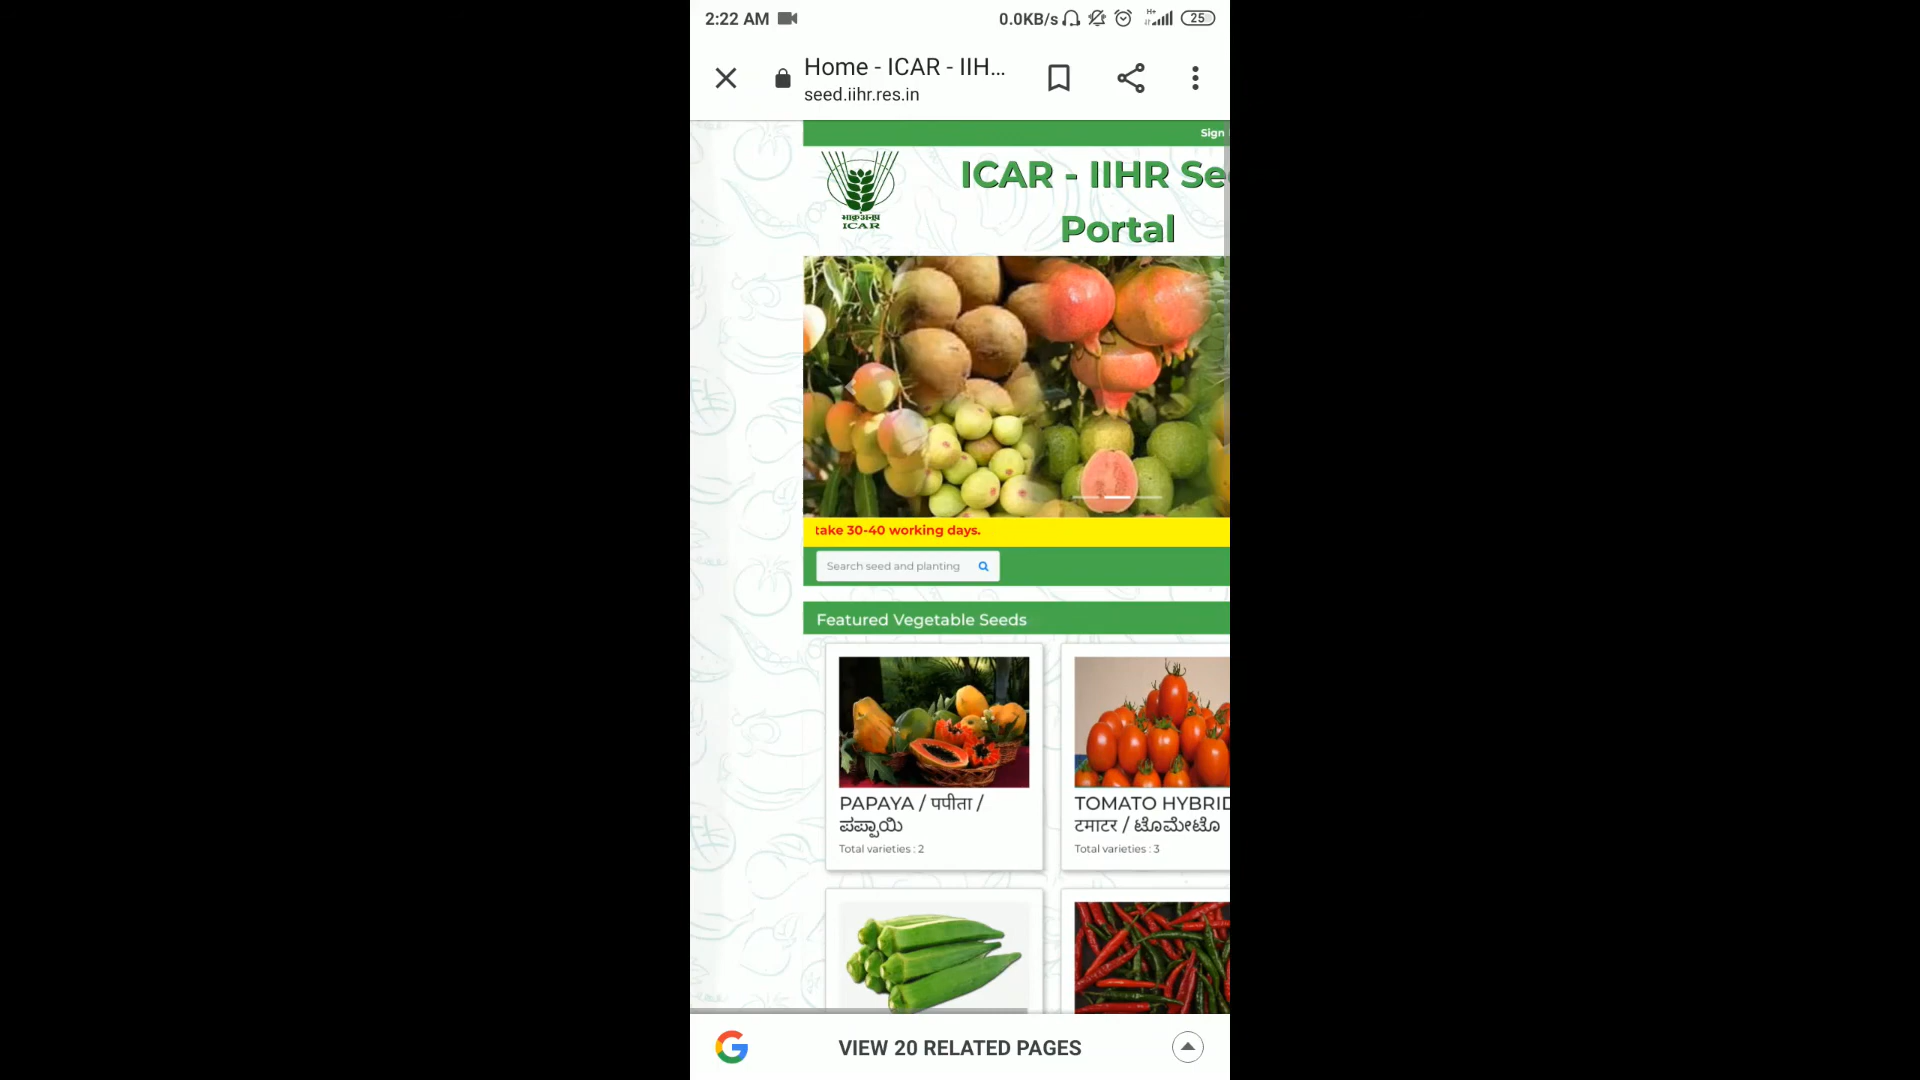 2:22 AM
0.0KB/s
H+
25
Home - ICAR - IIH...
seed.iihr.res.in
Sign
भाकृअनुप
ICAR
ICAR - IIHR Se
Portal
take 30-40 working days.
Search seed and planting
Featured Vegetable Seeds
PAPAYA / पपीता /
ಪಪ್ಪಾಯಿ
Total varieties : 2
TOMATO HYBRID
टमाटर / ಟೊಮೇಟೊ
Total varieties : 3
VIEW 20 RELATED PAGES